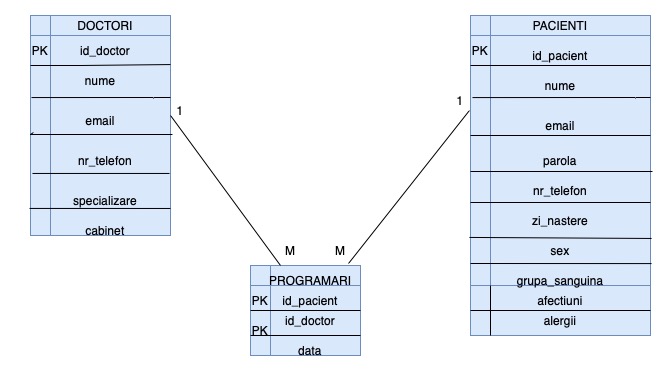 DOCTORI
PK id_doctor
nume
email
nr_telefon
specializare
cabinet
1
PACIENTI
PK id_pacient
nume
email
parola
nr_telefon
zi_nastere
sex
grupa_sanguina
afectiuni
alergii
1
M
M
PROGRAMARI
PK id_pacient
PK id_doctor
data